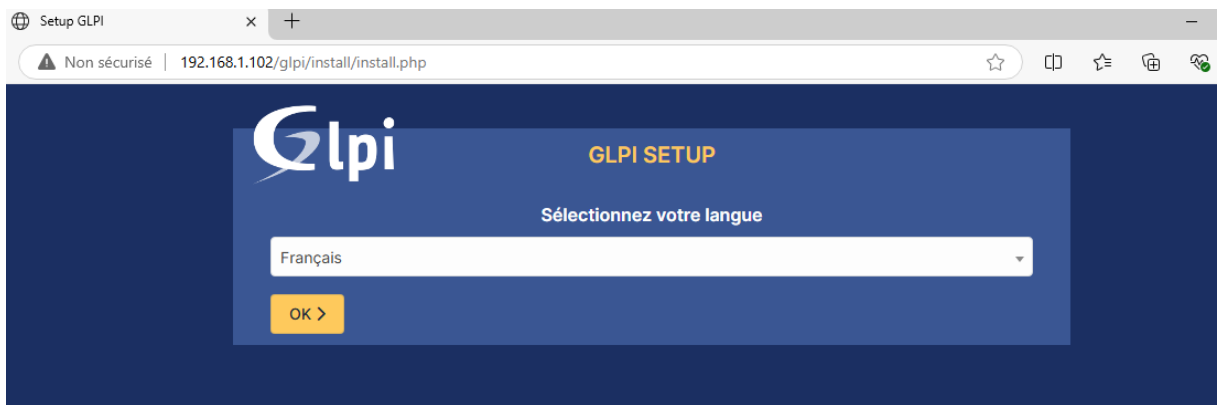 Setup GLPI
Non sécurisé 192.168.1.102/glpi/install/install.php
Glpi
GLPI SETUP
Sélectionnez votre langue
Français
OK